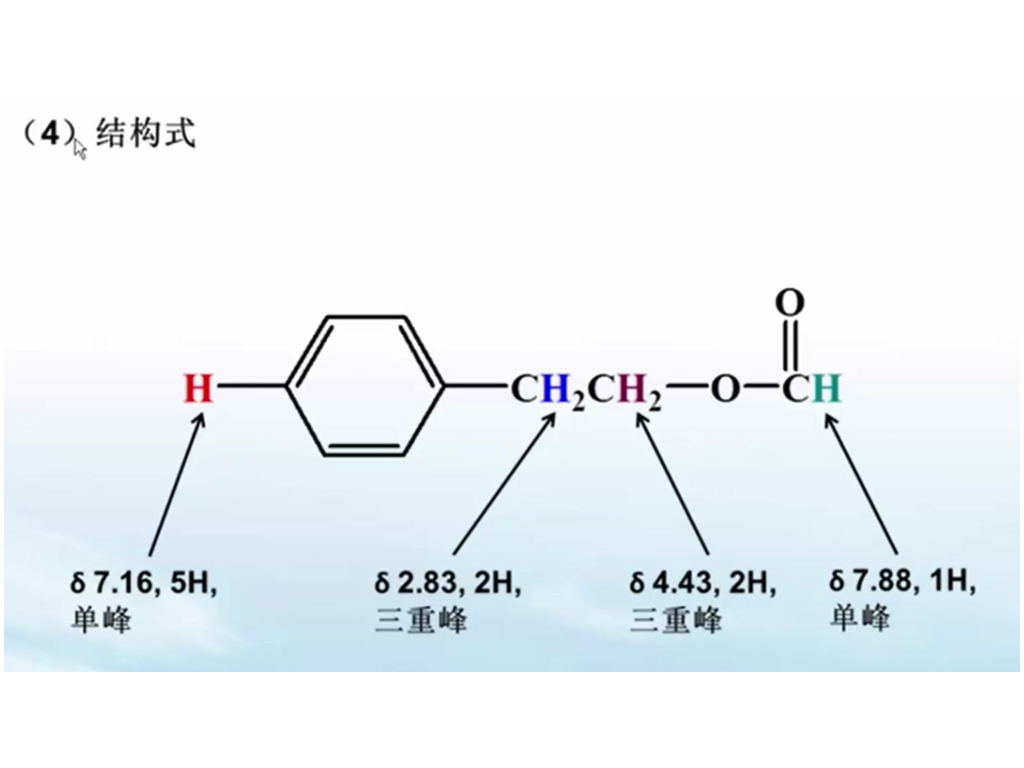 （4）结构式
O
H CH₂CH₂ O CH
δ 7.16, 5H, δ 2.83, 2H, δ 4.43, 2H, δ 7.88, 1H,
单峰 三重峰 三重峰 单峰